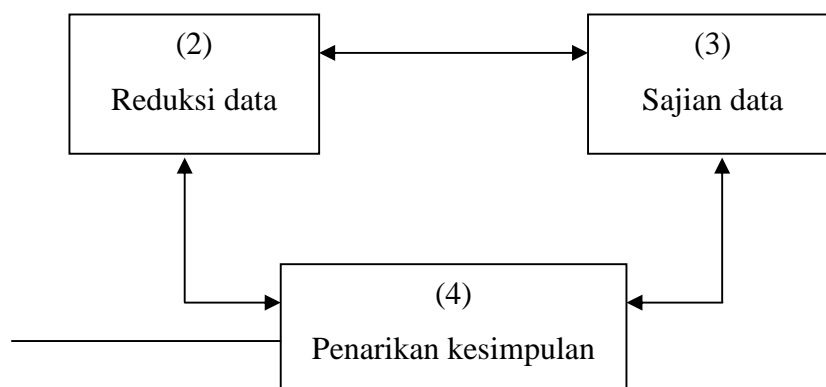 (2)
Reduksi data
(3)
Sajian data
(4)
Penarikan kesimpulan